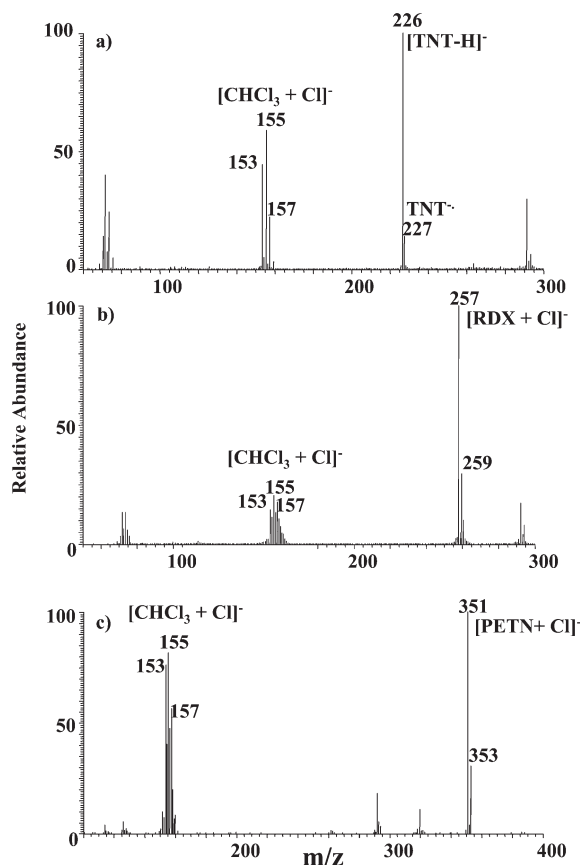 a)
226
[TNT-H]⁻
[CHCl₃ + Cl]⁻
155
153
157
TNT⁻·
227
100
50
0
100
200
300
b)
257
[RDX + Cl]⁻
259
[CHCl₃ + Cl]⁻
155
153
157
100
50
0
100
200
300
Relative Abundance
c)
[CHCl₃ + Cl]⁻
155
153
157
351
[PETN+ Cl]⁻
353
100
50
0
200
300
400
m/z